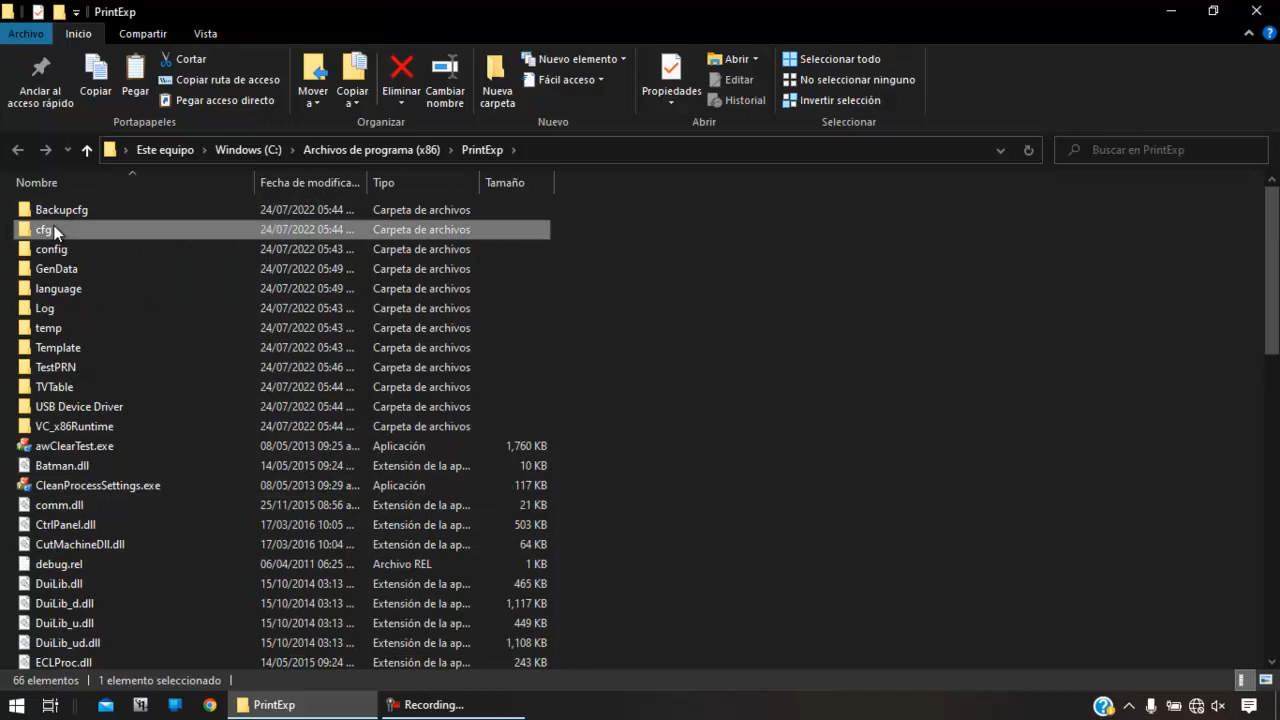 PrintExp
Archivo Inicio Compartir Vista
Anclar al acceso rápido
Copiar
Pegar
Cortar
Copiar ruta de acceso
Pegar acceso directo
Portapapeles
Mover a
Copiar a
Eliminar
Cambiar nombre
Organizar
Nueva carpeta
Nuevo elemento
Fácil acceso
Nuevo
Propiedades
Abrir
Editar
Historial
Abrir
Seleccionar todo
No seleccionar ninguno
Invertir selección
Seleccionar
Este equipo Windows (C:) Archivos de programa (x86) PrintExp
Buscar en PrintExp
Nombre Fecha de modifica... Tipo Tamaño
Backupcfg 24/07/2022 05:44 ... Carpeta de archivos
cfg 24/07/2022 05:44 ... Carpeta de archivos
config 24/07/2022 05:43 ... Carpeta de archivos
GenData 24/07/2022 05:49 ... Carpeta de archivos
language 24/07/2022 05:49 ... Carpeta de archivos
Log 24/07/2022 05:43 ... Carpeta de archivos
temp 24/07/2022 05:43 ... Carpeta de archivos
Template 24/07/2022 05:43 ... Carpeta de archivos
TestPRN 24/07/2022 05:46 ... Carpeta de archivos
TVTable 24/07/2022 05:44 ... Carpeta de archivos
USB Device Driver 24/07/2022 05:44 ... Carpeta de archivos
VC_x86Runtime 24/07/2022 05:44 ... Carpeta de archivos
awClearTest.exe 08/05/2013 09:25 a... Aplicación 1,760 KB
Batman.dll 14/05/2015 09:24 ... Extensión de la ap... 10 KB
CleanProcessSettings.exe 08/05/2013 09:29 a... Aplicación 117 KB
comm.dll 25/11/2015 08:56 a... Extensión de la ap... 21 KB
CtrlPanel.dll 17/03/2016 10:05 ... Extensión de la ap... 503 KB
CutMachineDll.dll 17/03/2016 10:04 ... Extensión de la ap... 64 KB
debug.rel 06/04/2011 06:25 ... Archivo REL 1 KB
DuiLib.dll 15/10/2014 03:13 ... Extensión de la ap... 465 KB
DuiLib_d.dll 15/10/2014 03:13 ... Extensión de la ap... 1,117 KB
DuiLib_u.dll 15/10/2014 03:13 ... Extensión de la ap... 449 KB
DuiLib_ud.dll 15/10/2014 03:13 ... Extensión de la ap... 1,108 KB
ECLProc.dll 14/05/2015 09:24 ... Extensión de la ap... 243 KB
66 elementos 1 elemento seleccionado
PrintExp Recording...